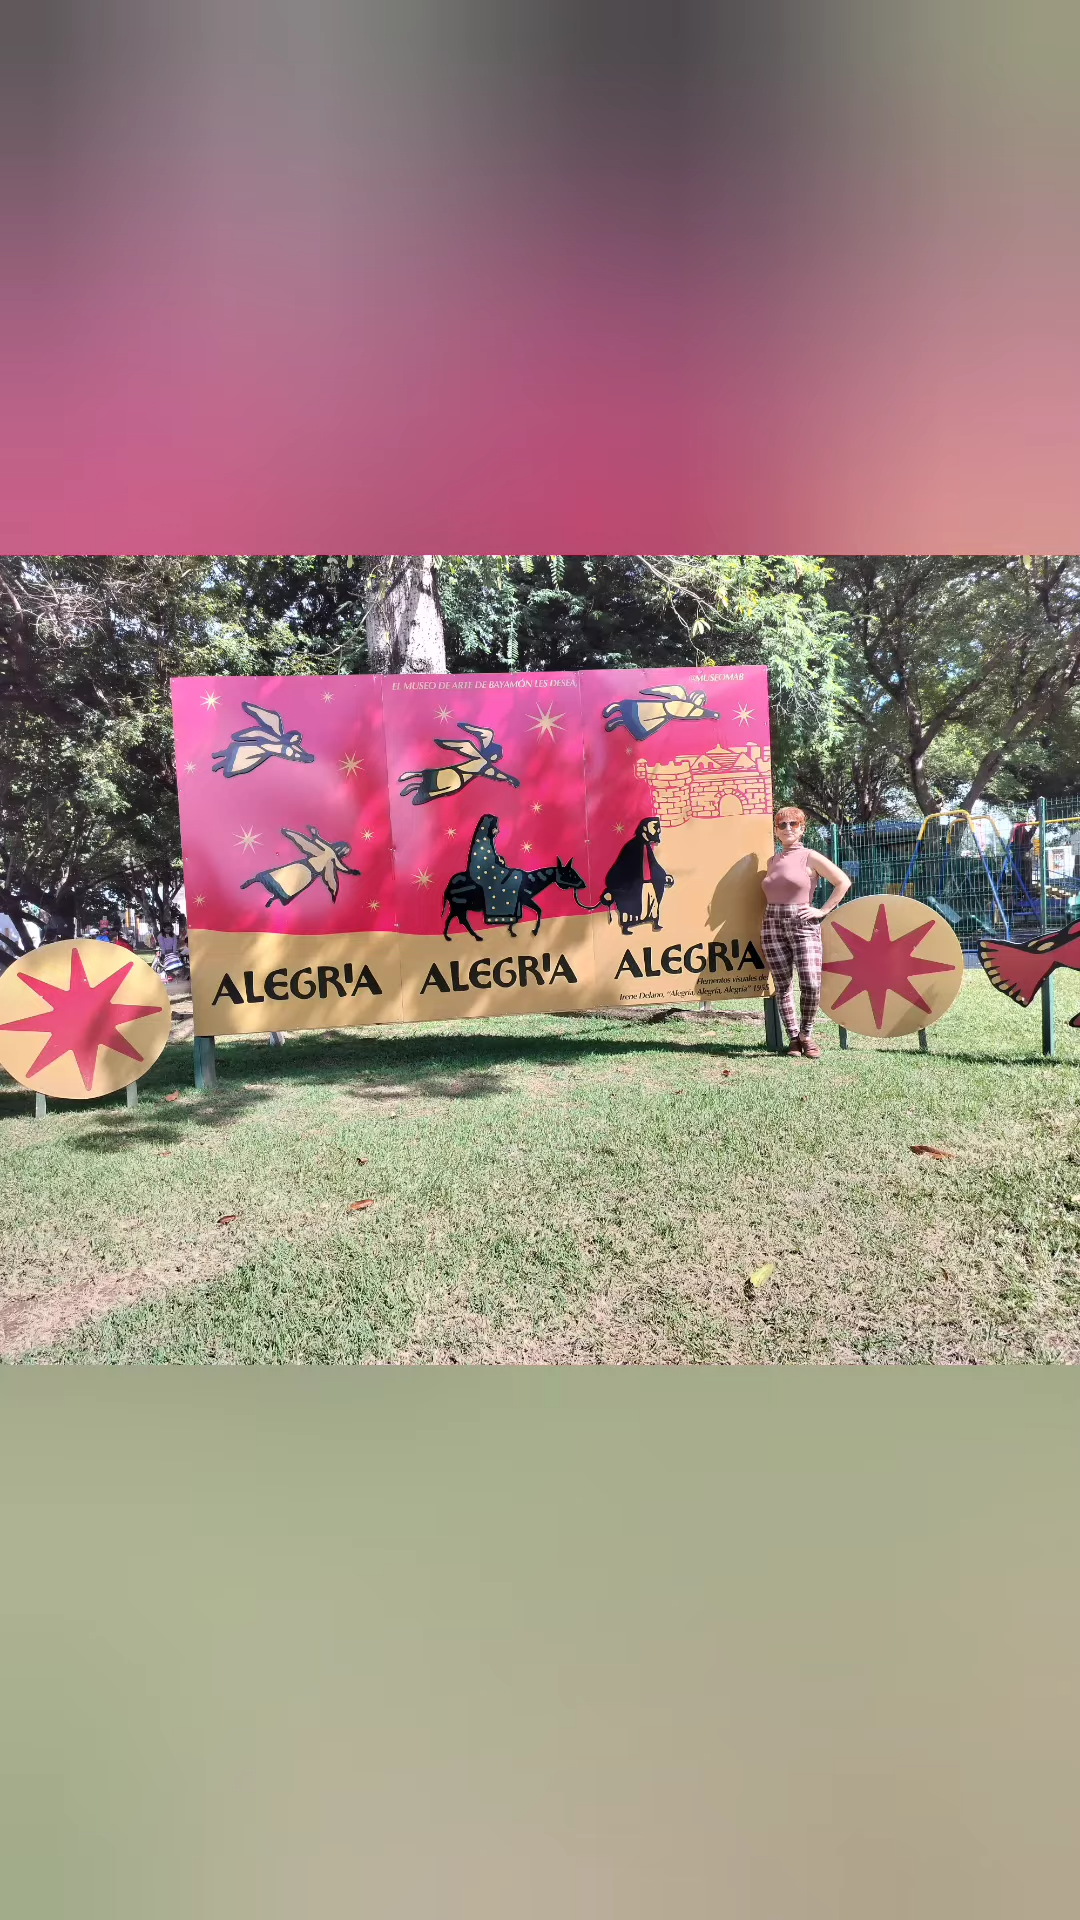 EL MUSEO DE ARTE DE BAYAMÓN LES DESEA,
@MUSEOMAB
ALEGRIA ALEGRIA ALEGRIA
Elementos visuales de
Irene Delano, "Alegría, Alegría, Alegría" 1955